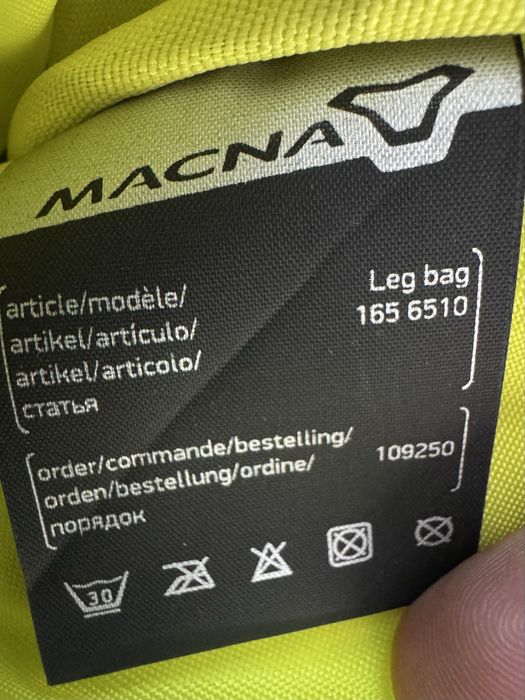 MACNA
article/modèle/
artikel/artículo/
artikel/articolo/
статья
Leg bag
165 6510
order/commande/bestelling/
orden/bestellung/ordine/
порядок
109250
30